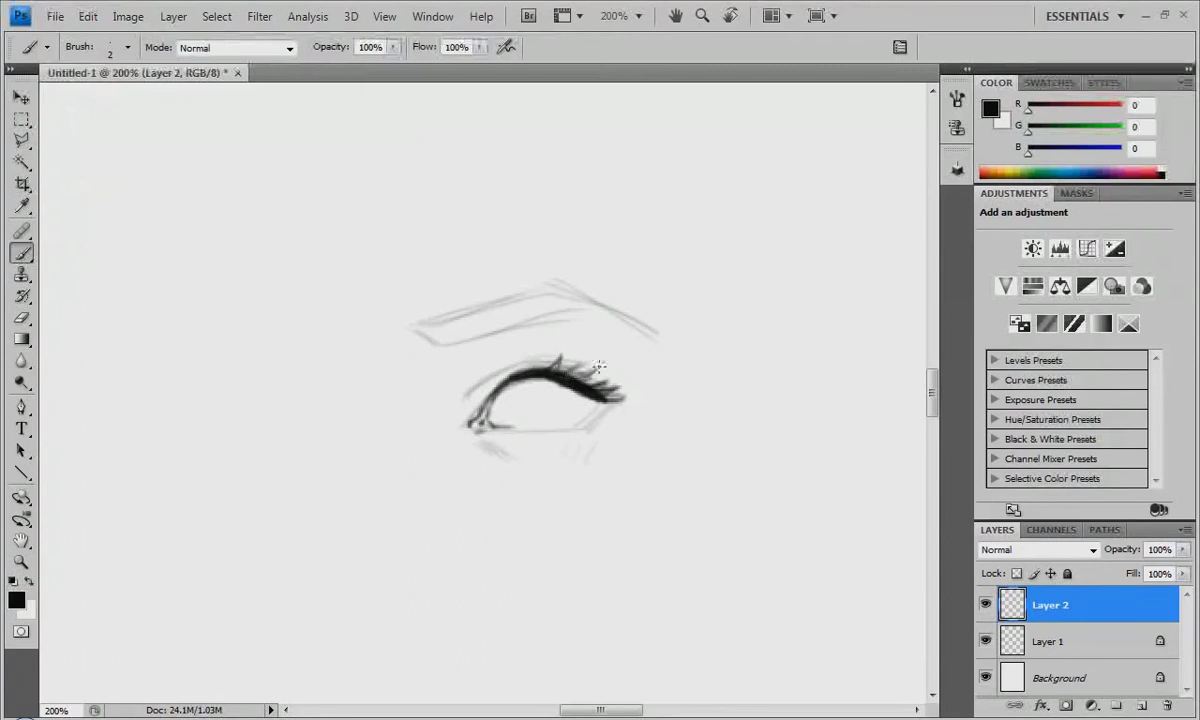 Ps File Edit Image Layer Select Filter Analysis 3D View Window Help Br 200% ESSENTIALS
Brush: 2 Mode: Normal Opacity: 100% Flow: 100%
Untitled-1 @ 200% (Layer 2, RGB/8) * ×
COLOR SWATCHES STYLES
R 0
G 0
B 0
ADJUSTMENTS MASKS
Add an adjustment
Levels Presets
Curves Presets
Exposure Presets
Hue/Saturation Presets
Black & White Presets
Channel Mixer Presets
Selective Color Presets
LAYERS CHANNELS PATHS
Normal Opacity: 100%
Lock: Fill: 100%
Layer 2
Layer 1
Background
200% Doc: 24.1M/1.03M